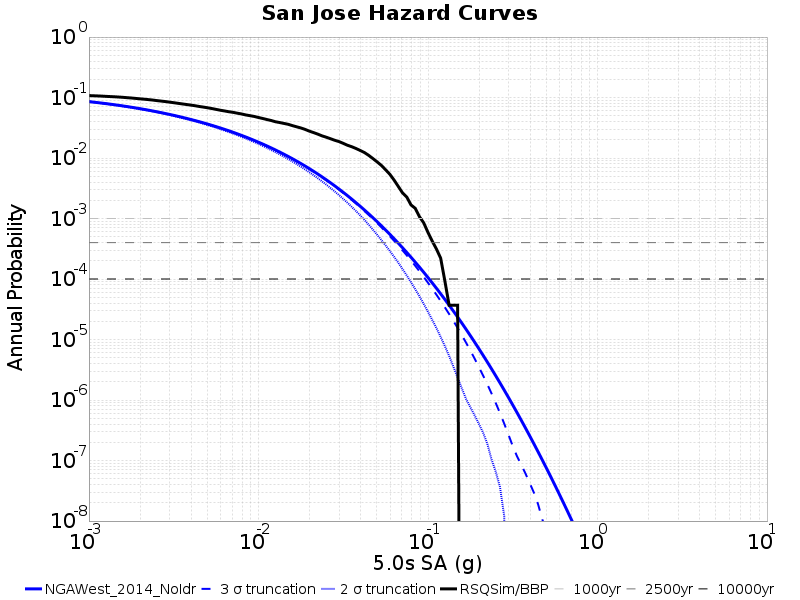 San Jose Hazard Curves
10^0
10^-1
10^-2
10^-3
10^-4
10^-5
10^-6
10^-7
10^-8
Annual Probability
10^-3 10^-2 10^-1 10^0 10^1
5.0s SA (g)
NGAWest_2014_NoIdr 3 σ truncation 2 σ truncation RSQSim/BBP 1000yr 2500yr 10000yr